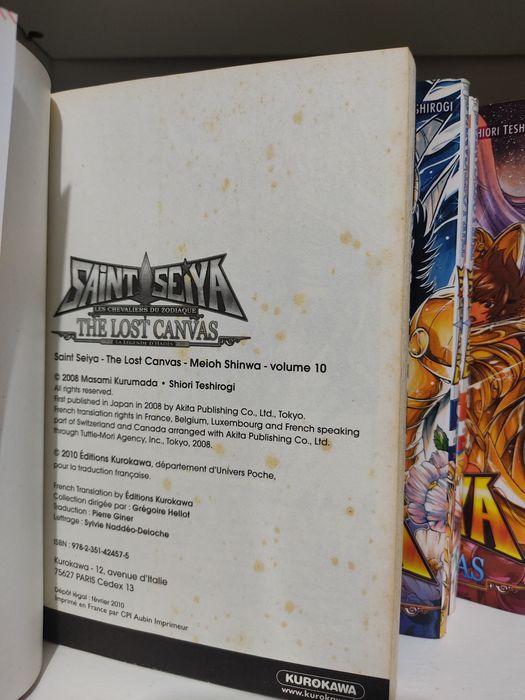 SAINT SEIYA
LES CHEVALIERS DU ZODIAQUE
THE LOST CANVAS
LA LÉGENDE D'HADÈS
Saint Seiya - The Lost Canvas - Meioh Shinwa - volume 10
© 2008 Masami Kurumada • Shiori Teshirogi
All rights reserved.
First published in Japan in 2008 by Akita Publishing Co., Ltd., Tokyo.
French translation rights in France, Belgium, Luxembourg and French speaking
part of Switzerland and Canada arranged with Akita Publishing Co., Ltd.
through Tuttle-Mori Agency, Inc., Tokyo, 2008.
© 2010 Éditions Kurokawa, département d'Univers Poche,
pour la traduction française.
French Translation by Éditions Kurokawa
Collection dirigée par : Grégoire Hellot
Traduction : Pierre Giner
Lettrage : Sylvie Naddéo-Deloche
ISBN : 978-2-351-42457-5
Kurokawa - 12, avenue d'Italie
75627 PARIS Cedex 13
Dépôt légal : février 2010
Imprimé en France par CPI Aubin Imprimeur
KUROKAWA
www.kurokawa
SHIROGI
HIORI TESH
YA
AS